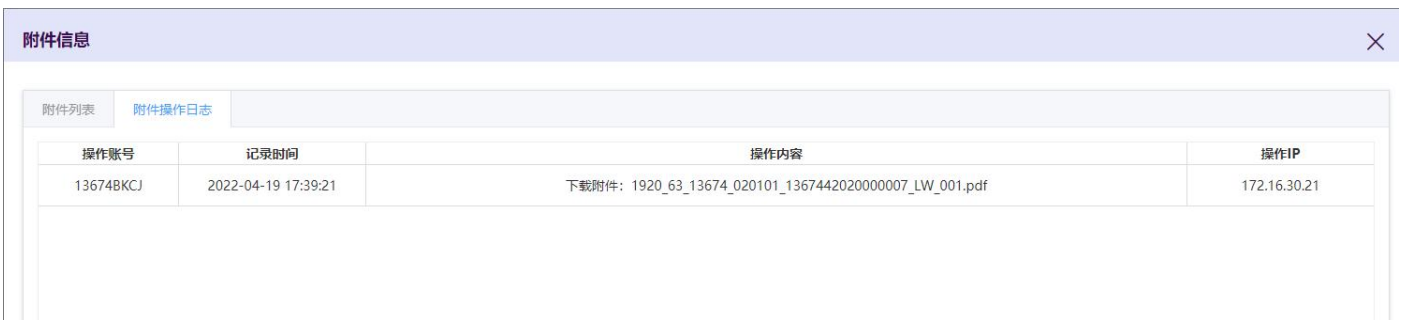 附件信息
附件列表 附件操作日志
操作账号 记录时间 操作内容 操作IP
13674BKCJ 2022-04-19 17:39:21 下载附件：1920_63_13674_020101_1367442020000007_LW_001.pdf 172.16.30.21